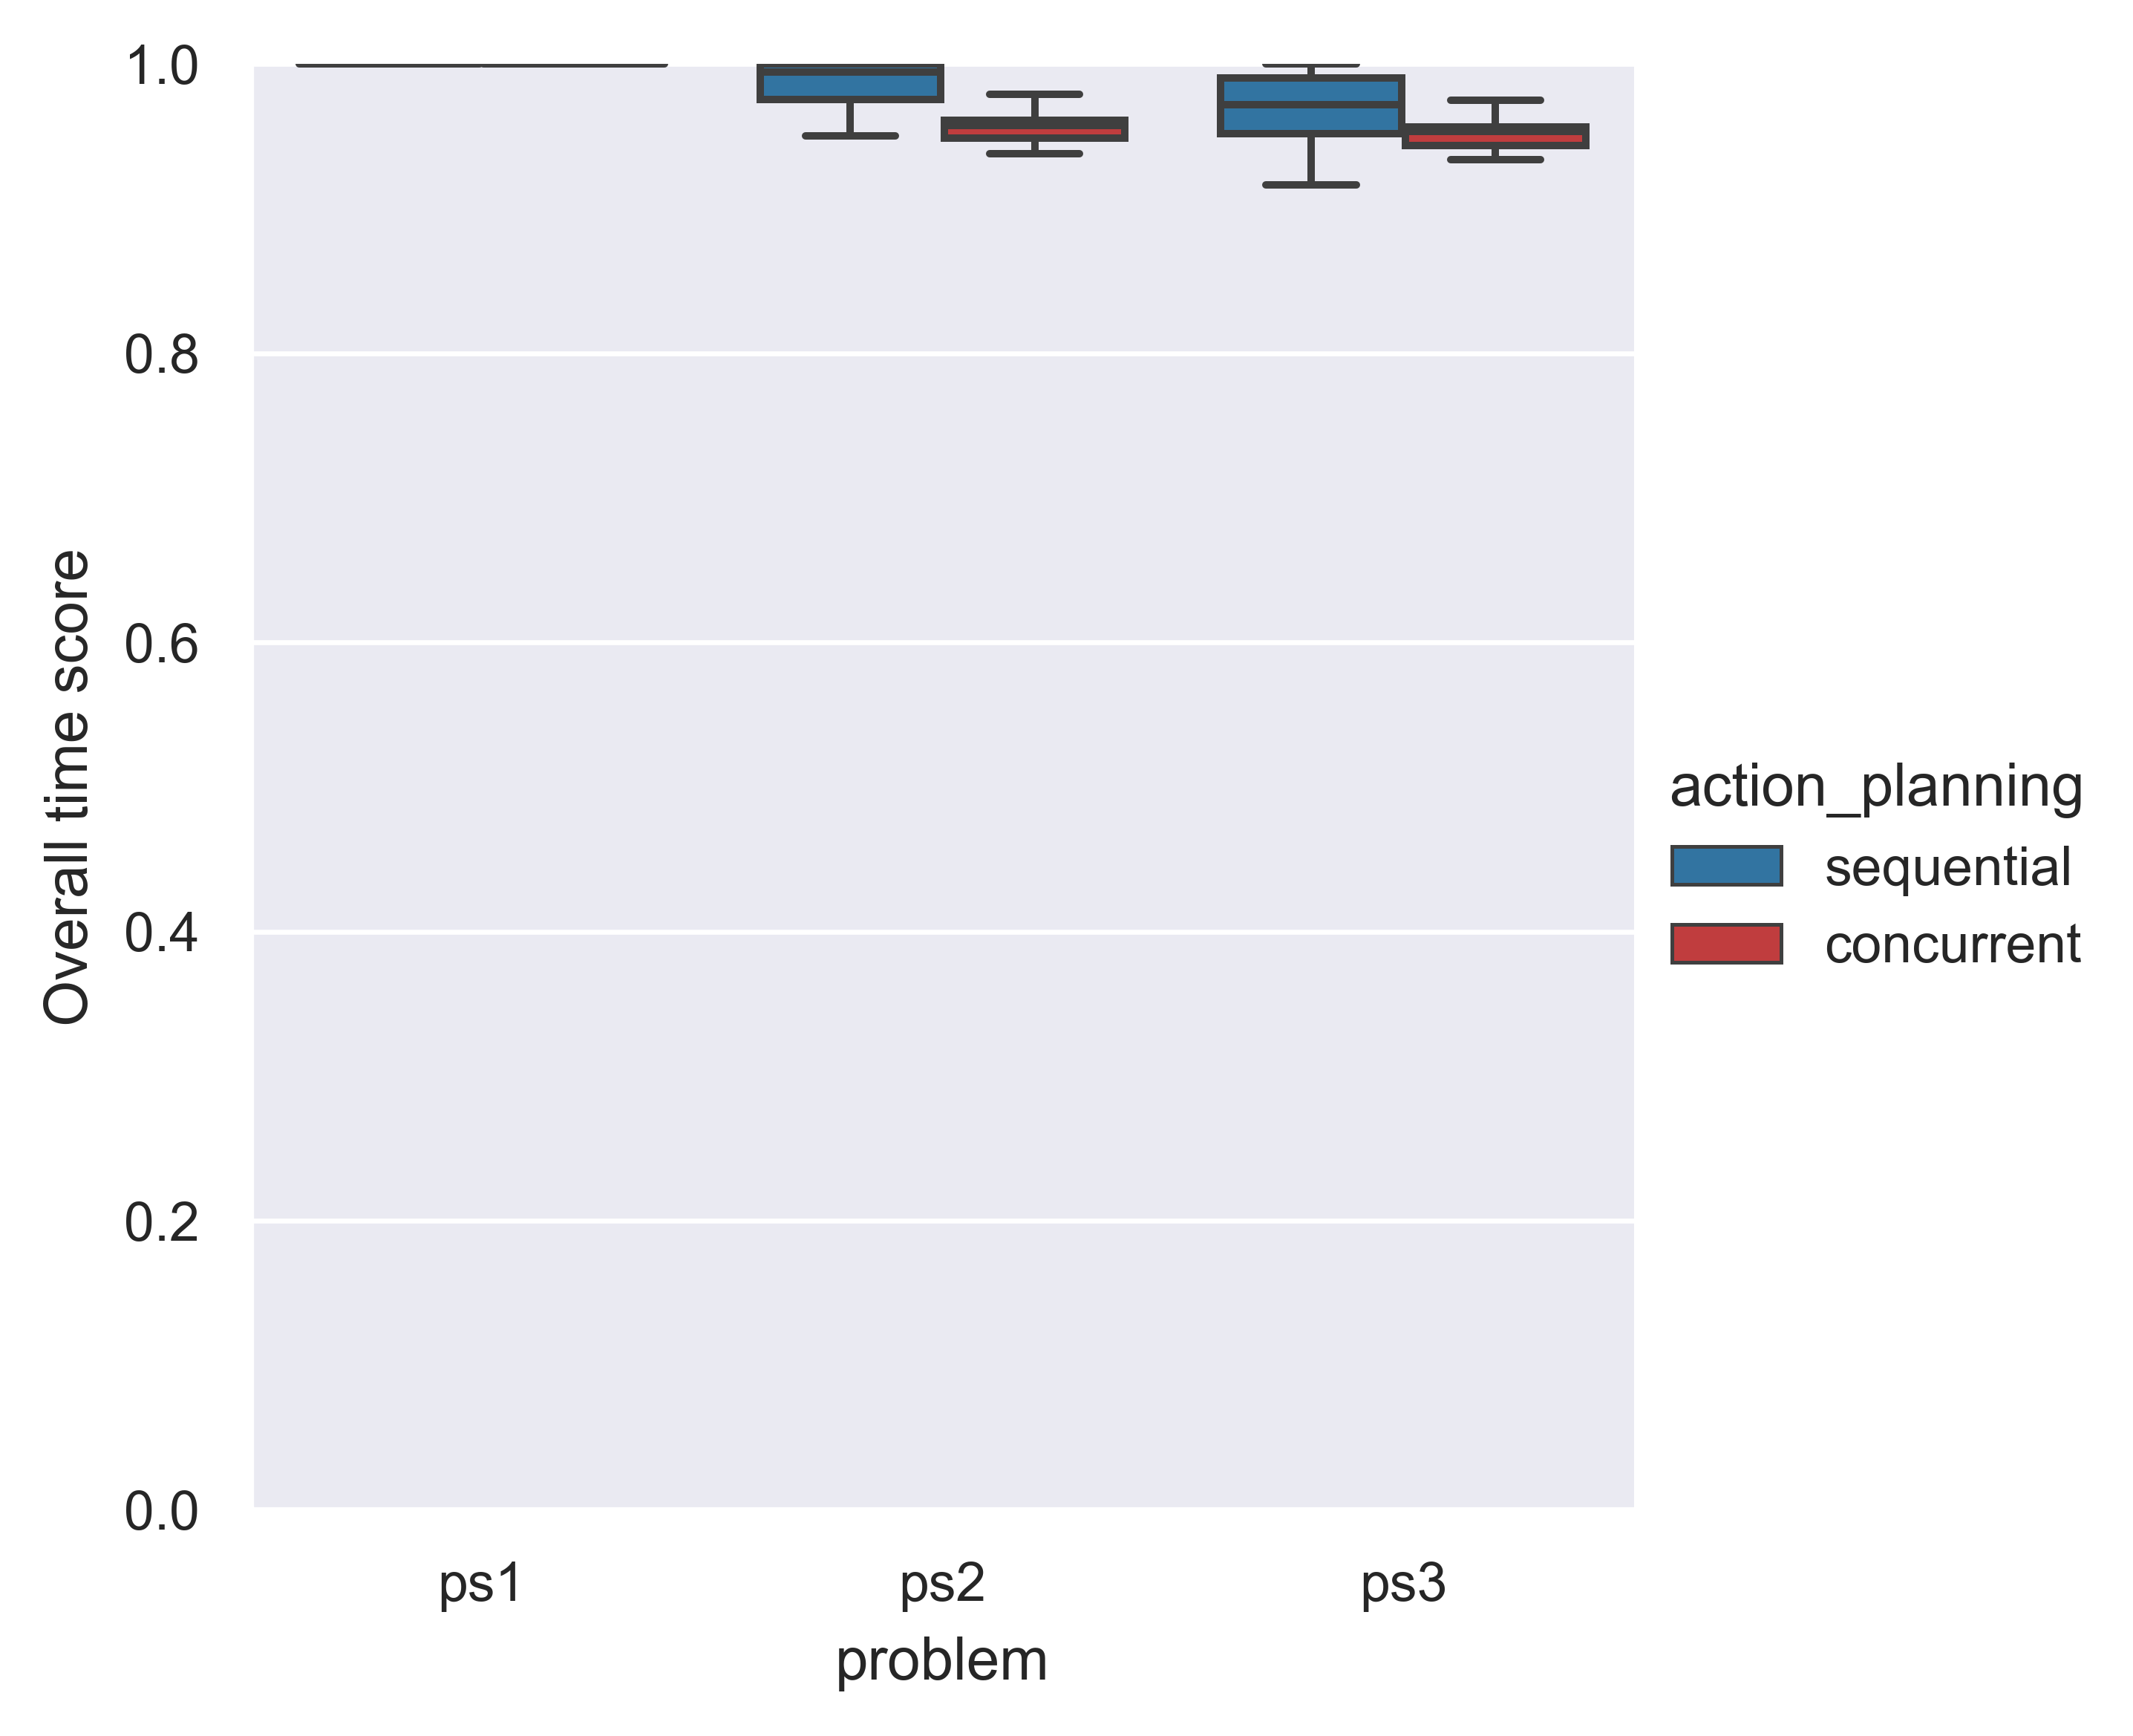 1.0
0.8
0.6
0.4
0.2
0.0
Overall time score
ps1 ps2 ps3
problem
action_planning
sequential
concurrent